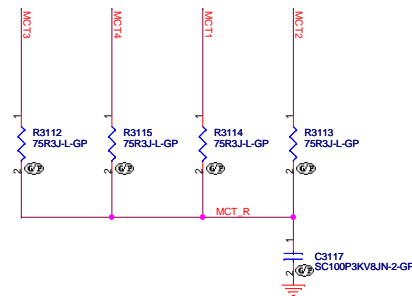 MCT3
MCT4
MCT1
MCT2
1
1
1
1
R3112
75R3J-L-GP
R3115
75R3J-L-GP
R3114
75R3J-L-GP
R3113
75R3J-L-GP
2
G/P
2
G/P
2
G/P
2
G/P
MCT_R
1
C3117
SC100P3KV8JN-2-GP
2
G/P